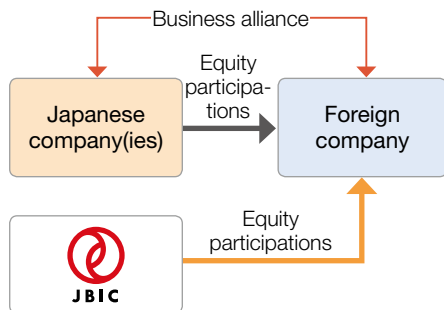 Business alliance
Equity
participa-
tions
Japanese
company(ies)
Foreign
company
Equity
participations
JBIC